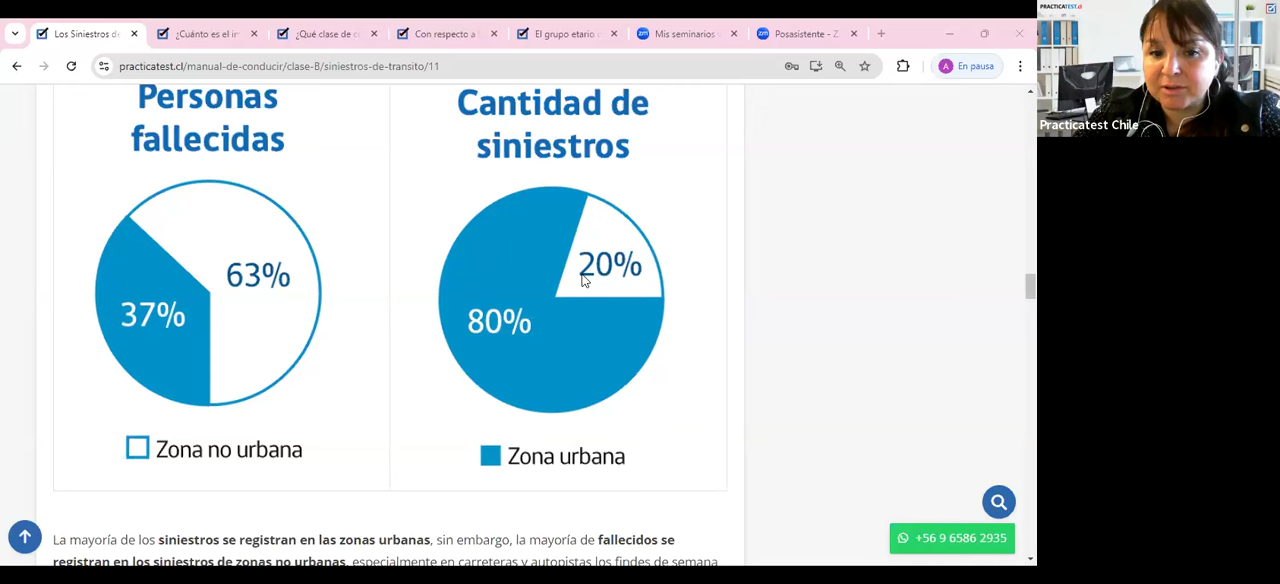 Los Siniestros de
¿Cuánto es el ir
¿Qué clase de c
Con respecto a
El grupo etario
Mis seminarios
Posasistente - Z
practicatest.cl/manual-de-conducir/clase-B/siniestros-de-transito/11
A
En pausa
PRACTICATEST.cl
Practicatest Chile
Personas
fallecidas
63%
37%
Zona no urbana
Cantidad de
siniestros
20%
80%
Zona urbana
+56 9 6586 2935
La mayoría de los siniestros se registran en las zonas urbanas, sin embargo, la mayoría de fallecidos se
registran en los siniestros de zonas no urbanas, especialmente en carreteras y autopistas los findes de semana